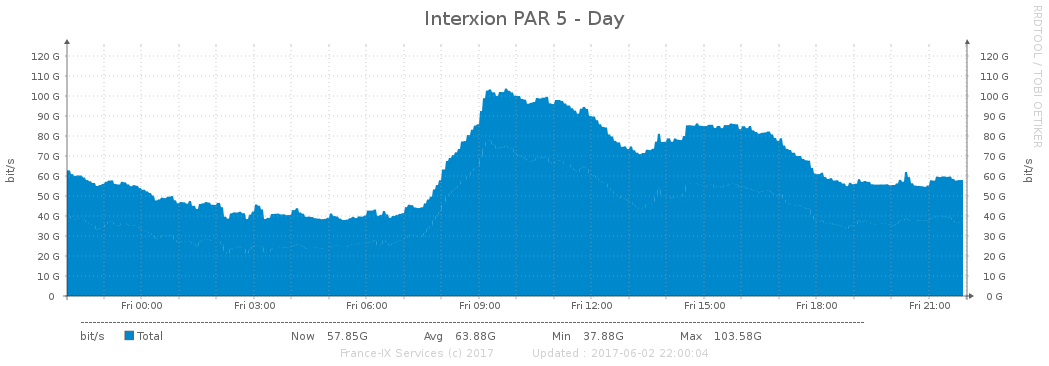 Interxion PAR 5 - Day
RRDTOOL / TOBI OETIKER
bit/s
120 G
110 G
100 G
90 G
80 G
70 G
60 G
50 G
40 G
30 G
20 G
10 G
0
120 G
110 G
100 G
90 G
80 G
70 G
60 G
50 G
40 G
30 G
20 G
10 G
0 G
bit/s
Fri 00:00 Fri 03:00 Fri 06:00 Fri 09:00 Fri 12:00 Fri 15:00 Fri 18:00 Fri 21:00
bit/s Total Now 57.85G Avg 63.88G Min 37.88G Max 103.58G
France-IX Services (c) 2017 Updated : 2017-06-02 22:00:04